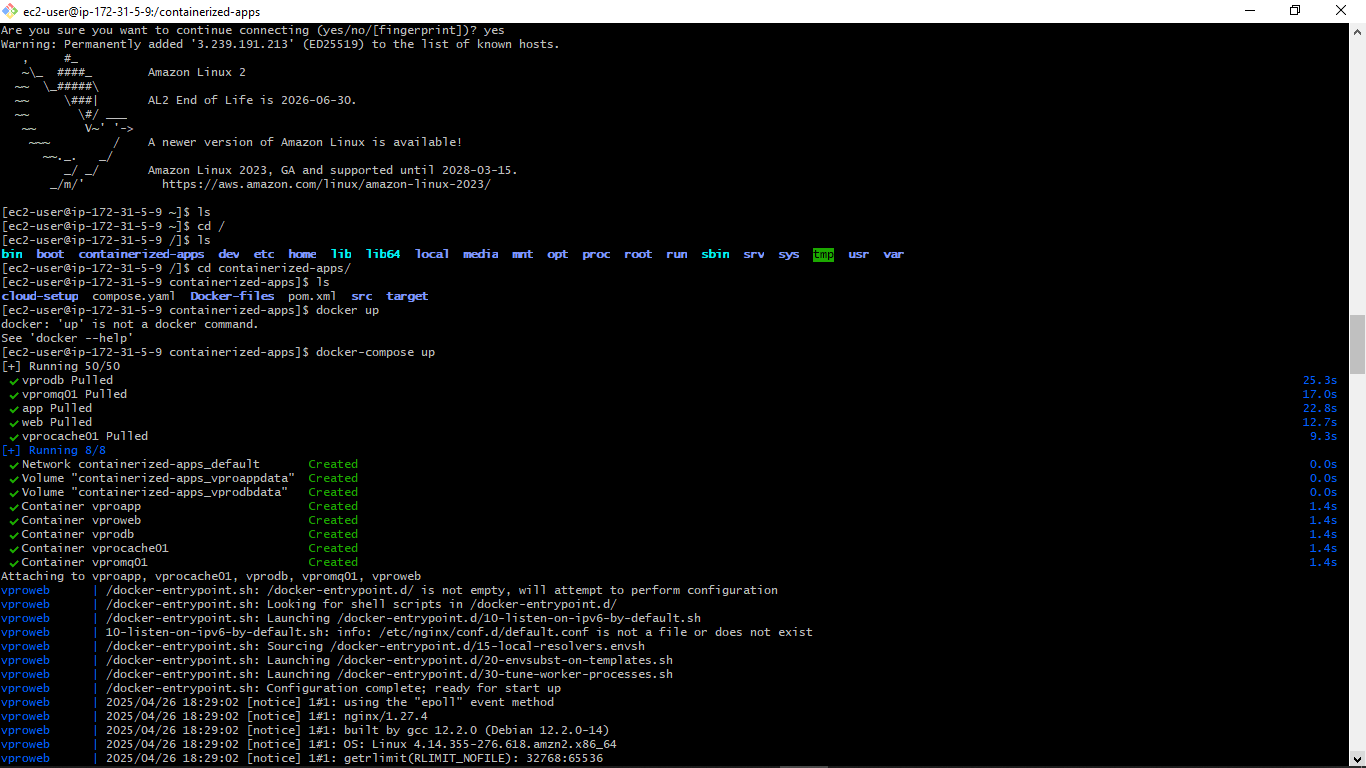 ec2-user@ip-172-31-5-9:/containerized-apps
Are you sure you want to continue connecting (yes/no/[fingerprint])? yes
Warning: Permanently added '3.239.191.213' (ED25519) to the list of known hosts.
   ,     #_
   ~\_  ####_        Amazon Linux 2
  ~~  \_#####\
  ~~     \###|       AL2 End of Life is 2026-06-30.
  ~~       \#/ ___
   ~~       V~' '->
    ~~~         /    A newer version of Amazon Linux is available!
      ~~._.   _/
         _/ _/       Amazon Linux 2023, GA and supported until 2028-03-15.
       _/m/'           https://aws.amazon.com/linux/amazon-linux-2023/
[ec2-user@ip-172-31-5-9 ~]$ ls
[ec2-user@ip-172-31-5-9 ~]$ cd /
[ec2-user@ip-172-31-5-9 /]$ ls
bin  boot  containerized-apps  dev  etc  home  lib  lib64  local  media  mnt  opt  proc  root  run  sbin  srv  sys  tmp  usr  var
[ec2-user@ip-172-31-5-9 /]$ cd containerized-apps/
[ec2-user@ip-172-31-5-9 containerized-apps]$ ls
cloud-setup  compose.yaml  Docker-files  pom.xml  src  target
[ec2-user@ip-172-31-5-9 containerized-apps]$ docker up
docker: 'up' is not a docker command.
See 'docker --help'
[ec2-user@ip-172-31-5-9 containerized-apps]$ docker-compose up
[+] Running 50/50
 ✔ vprodb Pulled 25.3s
 ✔ vpromq01 Pulled 17.0s
 ✔ app Pulled 22.8s
 ✔ web Pulled 12.7s
 ✔ vprocache01 Pulled 9.3s
[+] Running 8/8
 ✔ Network containerized-apps_default       Created 0.0s
 ✔ Volume "containerized-apps_vproappdata"  Created 0.0s
 ✔ Volume "containerized-apps_vprodbdata"   Created 0.0s
 ✔ Container vproapp                        Created 1.4s
 ✔ Container vproweb                        Created 1.4s
 ✔ Container vprodb                         Created 1.4s
 ✔ Container vprocache01                    Created 1.4s
 ✔ Container vpromq01                       Created 1.4s
Attaching to vproapp, vprocache01, vprodb, vpromq01, vproweb
vproweb      | /docker-entrypoint.sh: /docker-entrypoint.d/ is not empty, will attempt to perform configuration
vproweb      | /docker-entrypoint.sh: Looking for shell scripts in /docker-entrypoint.d/
vproweb      | /docker-entrypoint.sh: Launching /docker-entrypoint.d/10-listen-on-ipv6-by-default.sh
vproweb      | 10-listen-on-ipv6-by-default.sh: info: /etc/nginx/conf.d/default.conf is not a file or does not exist
vproweb      | /docker-entrypoint.sh: Sourcing /docker-entrypoint.d/15-local-resolvers.envsh
vproweb      | /docker-entrypoint.sh: Launching /docker-entrypoint.d/20-envsubst-on-templates.sh
vproweb      | /docker-entrypoint.sh: Launching /docker-entrypoint.d/30-tune-worker-processes.sh
vproweb      | /docker-entrypoint.sh: Configuration complete; ready for start up
vproweb      | 2025/04/26 18:29:02 [notice] 1#1: using the "epoll" event method
vproweb      | 2025/04/26 18:29:02 [notice] 1#1: nginx/1.27.4
vproweb      | 2025/04/26 18:29:02 [notice] 1#1: built by gcc 12.2.0 (Debian 12.2.0-14)
vproweb      | 2025/04/26 18:29:02 [notice] 1#1: OS: Linux 4.14.355-276.618.amzn2.x86_64
vproweb      | 2025/04/26 18:29:02 [notice] 1#1: getrlimit(RLIMIT_NOFILE): 32768:65536